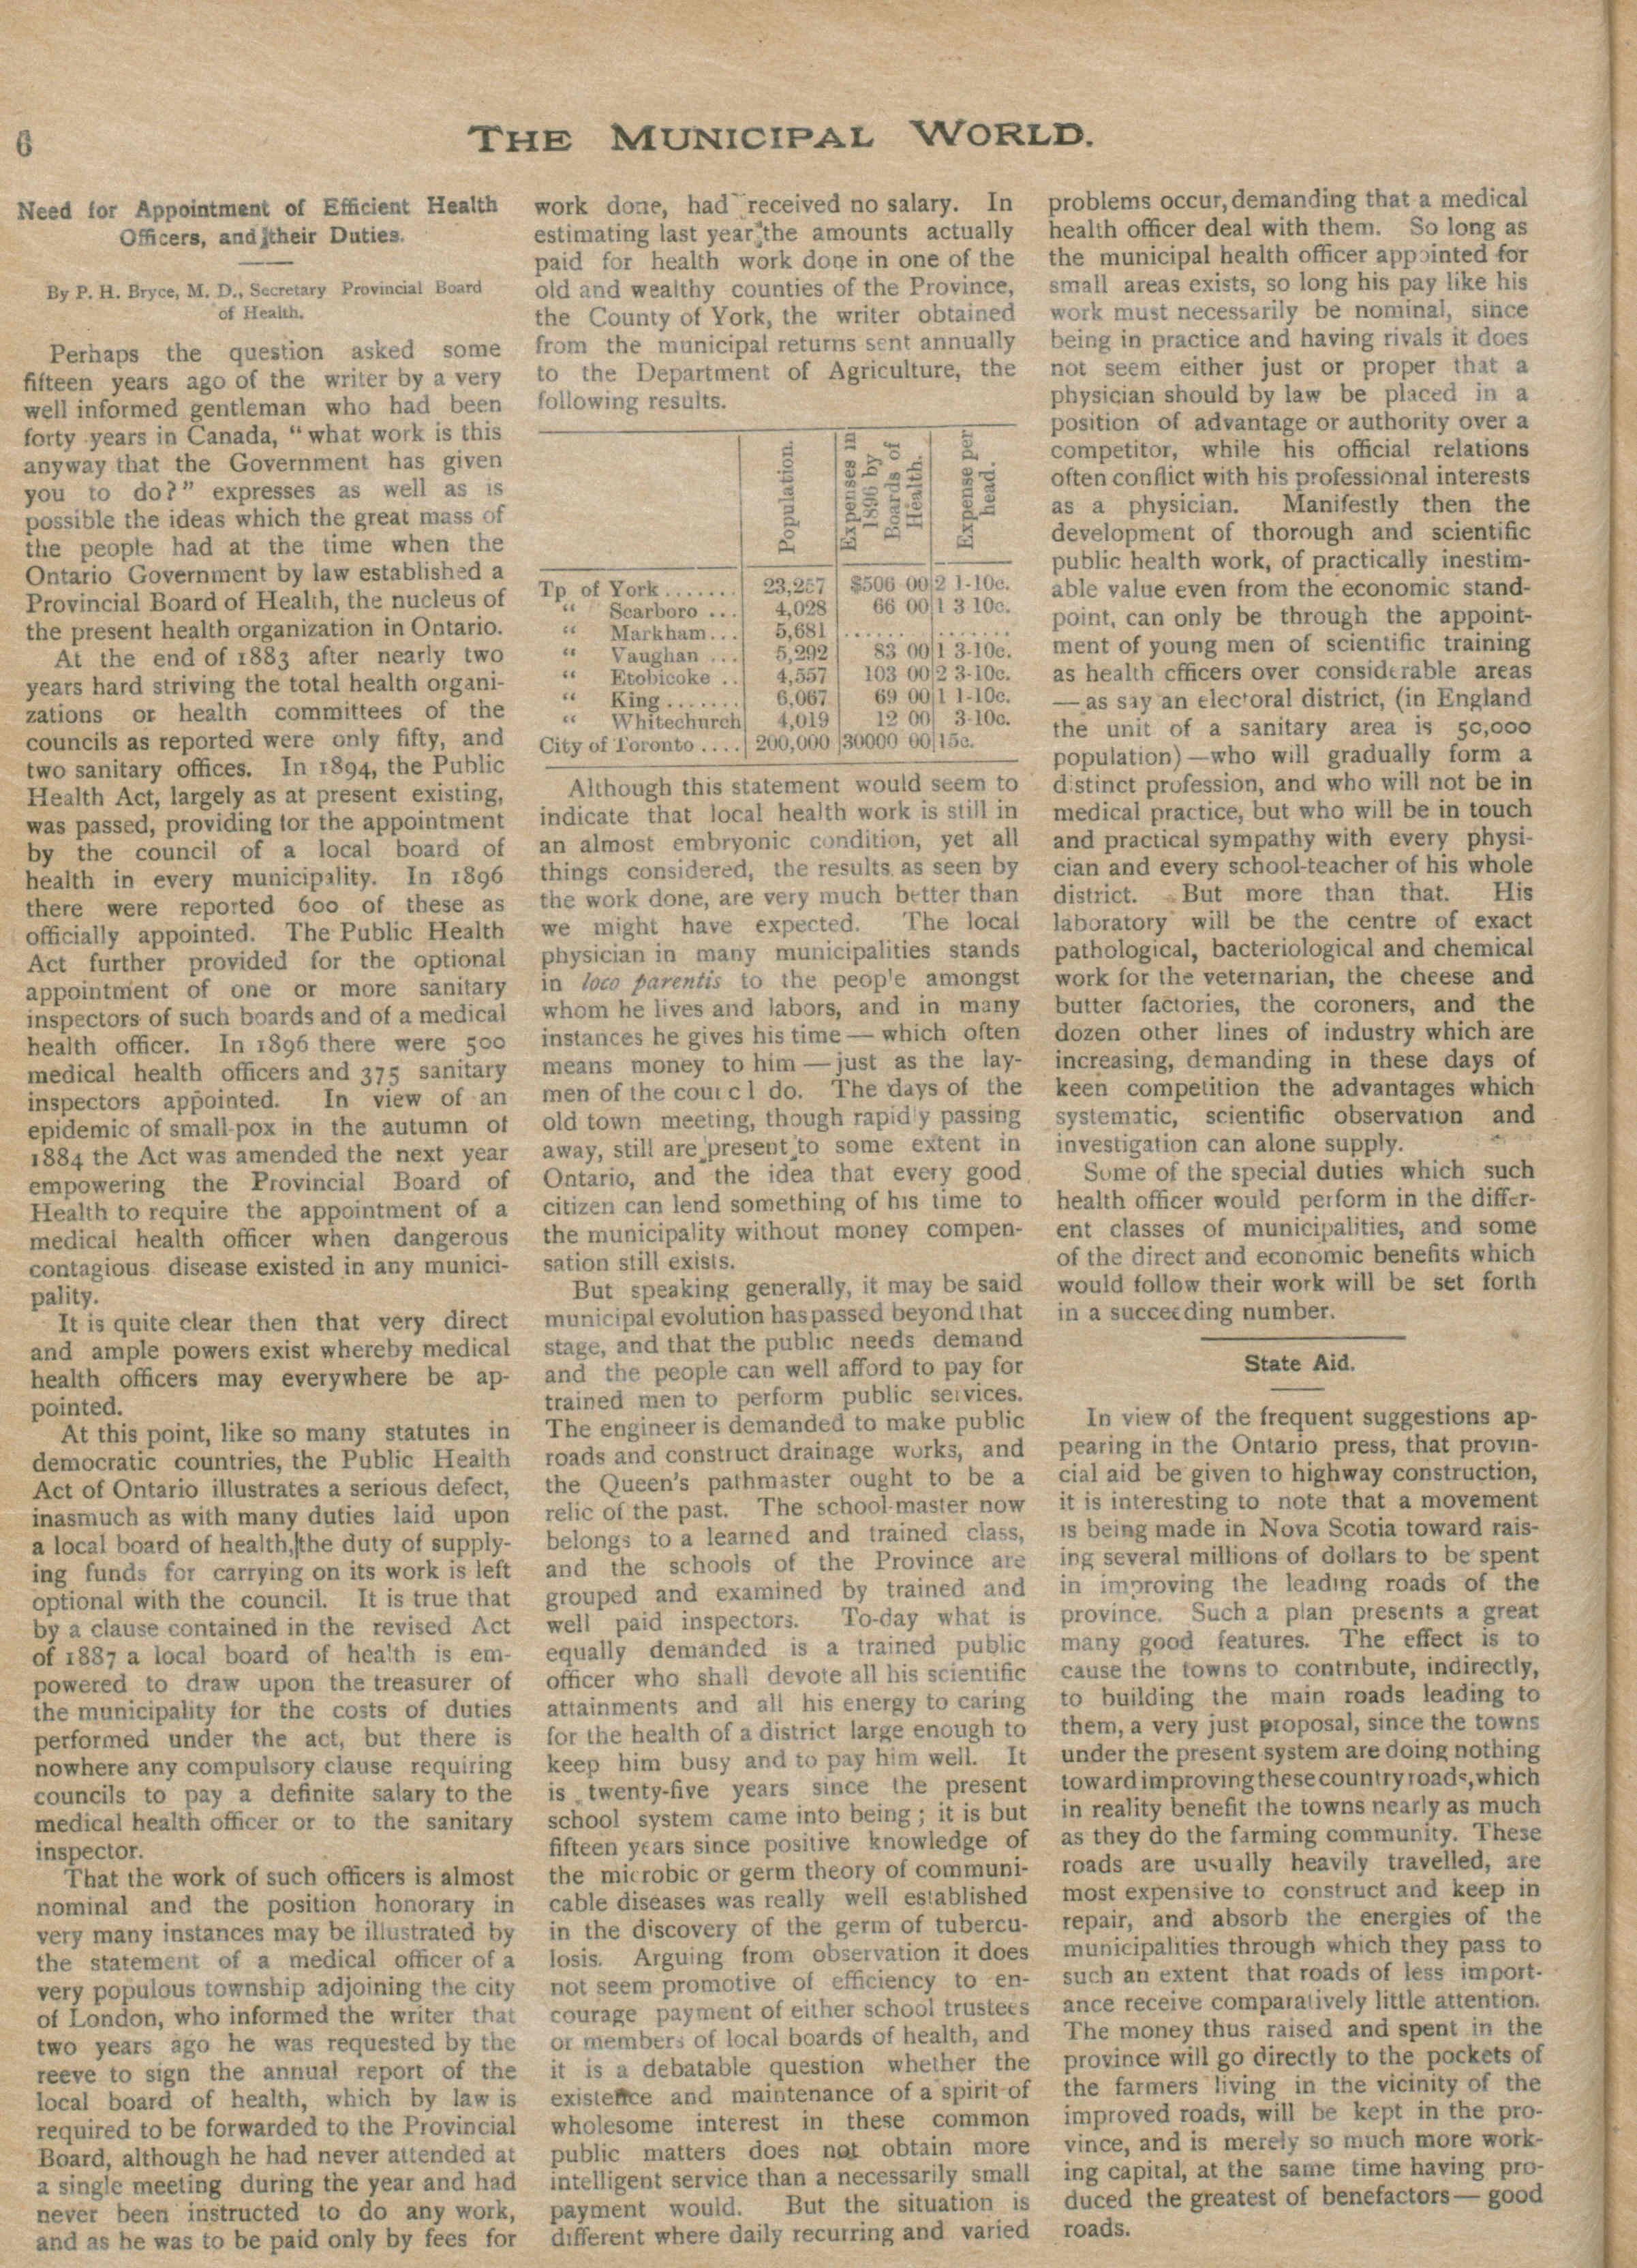 6
THE MUNICIPAL WORLD.
Need for Appointment of Efficient Health
Officers, and their Duties.
By P. H. Bryce, M. D., Secretary Provincial Board
of Health.
Perhaps the question asked some
fifteen years ago of the writer by a very
well informed gentleman who had been
forty years in Canada, "what work is this
anyway that the Government has given
you to do?" expresses as well as is
possible the ideas which the great mass of
the people had at the time when the
Ontario Government by law established a
Provincial Board of Health, the nucleus of
the present health organization in Ontario.
At the end of 1883 after nearly two
years hard striving the total health organi-
zations or health committees of the
councils as reported were only fifty, and
two sanitary offices. In 1894, the Public
Health Act, largely as at present existing,
was passed, providing for the appointment
by the council of a local board of
health in every municipality. In 1896
there were reported 600 of these as
officially appointed. The Public Health
Act further provided for the optional
appointment of one or more sanitary
inspectors of such boards and of a medical
health officer. In 1896 there were 500
medical health officers and 375 sanitary
inspectors appointed. In view of an
epidemic of small-pox in the autumn of
1884 the Act was amended the next year
empowering the Provincial Board of
Health to require the appointment of a
medical health officer when dangerous
contagious disease existed in any munici-
pality.
It is quite clear then that very direct
and ample powers exist whereby medical
health officers may everywhere be ap-
pointed.
At this point, like so many statutes in
democratic countries, the Public Health
Act of Ontario illustrates a serious defect,
inasmuch as with many duties laid upon
a local board of health, the duty of supply-
ing funds for carrying on its work is left
optional with the council. It is true that
by a clause contained in the revised Act
of 1887 a local board of health is em-
powered to draw upon the treasurer of
the municipality for the costs of duties
performed under the act, but there is
nowhere any compulsory clause requiring
councils to pay a definite salary to the
medical health officer or to the sanitary
inspector.
That the work of such officers is almost
nominal and the position honorary in
very many instances may be illustrated by
the statement of a medical officer of a
very populous township adjoining the city
of London, who informed the writer that
two years ago he was requested by the
reeve to sign the annual report of the
local board of health, which by law is
required to be forwarded to the Provincial
Board, although he had never attended at
a single meeting during the year and had
never been instructed to do any work,
and as he was to be paid only by fees for
work done, had received no salary. In
estimating last year the amounts actually
paid for health work done in one of the
old and wealthy counties of the Province,
the County of York, the writer obtained
from the municipal returns sent annually
to the Department of Agriculture, the
following results.
Population. Expenses in 1896 by Boards of Health. Expense per head.
Tp of York....... 23,257 $506 00 2 1-10c.
" Scarboro ... 4,028 66 00 1 3 10c.
" Markham... 5,681 ...... .......
" Vaughan ... 5,292 83 00 1 3-10c.
" Etobicoke .. 4,557 103 00 2 3-10c.
" King....... 6,067 69 00 1 1-10c.
" Whitechurch 4,019 12 00 3-10c.
City of Toronto .... 200,000 30000 00 15c.
Although this statement would seem to
indicate that local health work is still in
an almost embryonic condition, yet all
things considered, the results as seen by
the work done, are very much better than
we might have expected. The local
physician in many municipalities stands
in loco parentis to the peop'e amongst
whom he lives and labors, and in many
instances he gives his time — which often
means money to him — just as the lay-
men of the council do. The days of the
old town meeting, though rapidly passing
away, still are present to some extent in
Ontario, and the idea that every good
citizen can lend something of his time to
the municipality without money compen-
sation still exists.
But speaking generally, it may be said
municipal evolution has passed beyond that
stage, and that the public needs demand
and the people can well afford to pay for
trained men to perform public services.
The engineer is demanded to make public
roads and construct drainage works, and
the Queen's pathmaster ought to be a
relic of the past. The school-master now
belongs to a learned and trained class,
and the schools of the Province are
grouped and examined by trained and
well paid inspectors. To-day what is
equally demanded is a trained public
officer who shall devote all his scientific
attainments and all his energy to caring
for the health of a district large enough to
keep him busy and to pay him well. It
is twenty-five years since the present
school system came into being; it is but
fifteen years since positive knowledge of
the microbic or germ theory of communi-
cable diseases was really well established
in the discovery of the germ of tubercu-
losis. Arguing from observation it does
not seem promotive of efficiency to en-
courage payment of either school trustees
or members of local boards of health, and
it is a debatable question whether the
existence and maintenance of a spirit of
wholesome interest in these common
public matters does not obtain more
intelligent service than a necessarily small
payment would. But the situation is
different where daily recurring and varied
problems occur, demanding that a medical
health officer deal with them. So long as
the municipal health officer appointed for
small areas exists, so long his pay like his
work must necessarily be nominal, since
being in practice and having rivals it does
not seem either just or proper that a
physician should by law be placed in a
position of advantage or authority over a
competitor, while his official relations
often conflict with his professional interests
as a physician. Manifestly then the
development of thorough and scientific
public health work, of practically inestim-
able value even from the economic stand-
point, can only be through the appoint-
ment of young men of scientific training
as health officers over considerable areas
—as say an electoral district, (in England
the unit of a sanitary area is 50,000
population)—who will gradually form a
distinct profession, and who will not be in
medical practice, but who will be in touch
and practical sympathy with every physi-
cian and every school-teacher of his whole
district. But more than that. His
laboratory will be the centre of exact
pathological, bacteriological and chemical
work for the veternarian, the cheese and
butter factories, the coroners, and the
dozen other lines of industry which are
increasing, demanding in these days of
keen competition the advantages which
systematic, scientific observation and
investigation can alone supply.
Some of the special duties which such
health officer would perform in the differ-
ent classes of municipalities, and some
of the direct and economic benefits which
would follow their work will be set forth
in a succeeding number.
State Aid.
In view of the frequent suggestions ap-
pearing in the Ontario press, that provin-
cial aid be given to highway construction,
it is interesting to note that a movement
is being made in Nova Scotia toward rais-
ing several millions of dollars to be spent
in improving the leading roads of the
province. Such a plan presents a great
many good features. The effect is to
cause the towns to contribute, indirectly,
to building the main roads leading to
them, a very just proposal, since the towns
under the present system are doing nothing
toward improving these country roads, which
in reality benefit the towns nearly as much
as they do the farming community. These
roads are usually heavily travelled, are
most expensive to construct and keep in
repair, and absorb the energies of the
municipalities through which they pass to
such an extent that roads of less import-
ance receive comparatively little attention.
The money thus raised and spent in the
province will go directly to the pockets of
the farmers living in the vicinity of the
improved roads, will be kept in the pro-
vince, and is merely so much more work-
ing capital, at the same time having pro-
duced the greatest of benefactors— good
roads.